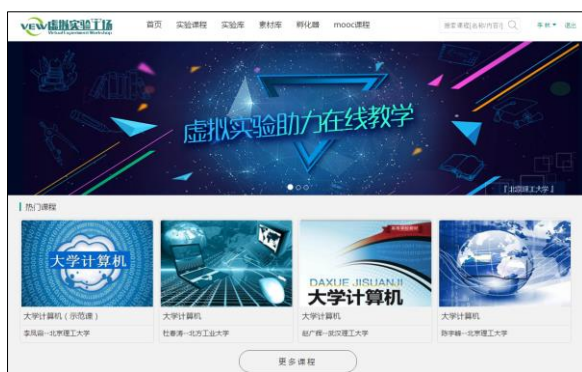 VEW虚拟实验工场
Virtual Experiment Workshop
首页 实验课程 实验库 素材库 孵化器 mooc课程
退出
虚拟实验助力在线教学
『北京理工大学』
热门课程
大学计算机
DAXUE JISUANJI
大学计算机
大学计算机(示范课) 大学计算机 大学计算机 大学计算机
李凤霞--北京理工大学 杜春涛--北方工业大学 赵广辉--武汉理工大学 陈宇峰--北京理工大学
更多课程